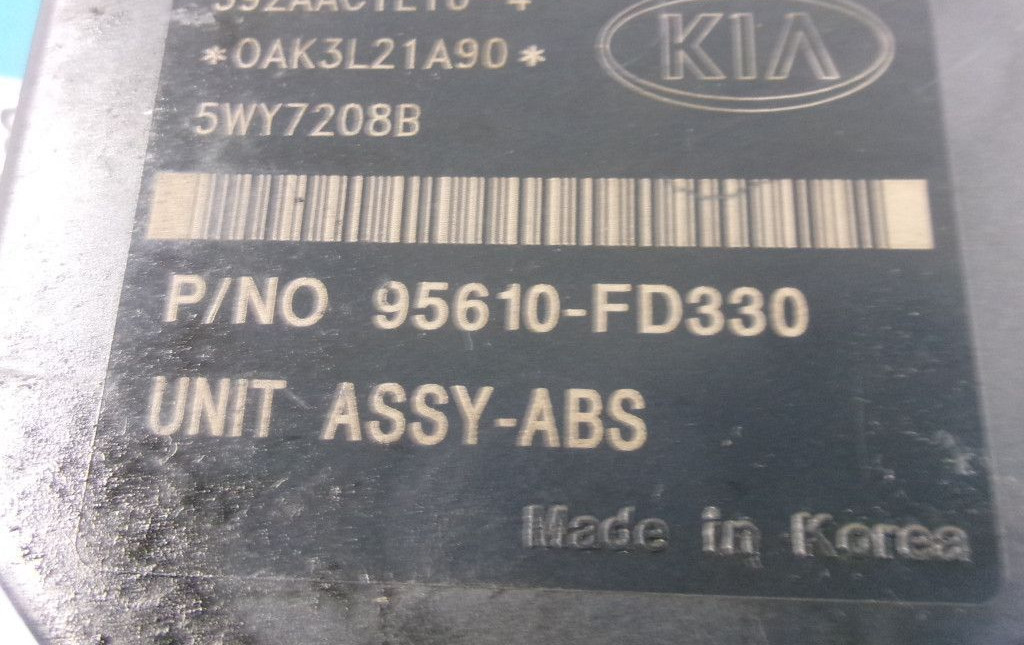 KIA
*0AK3L21A90*
5WY7208B
P/NO 95610-FD330
UNIT ASSY-ABS
Made in Korea